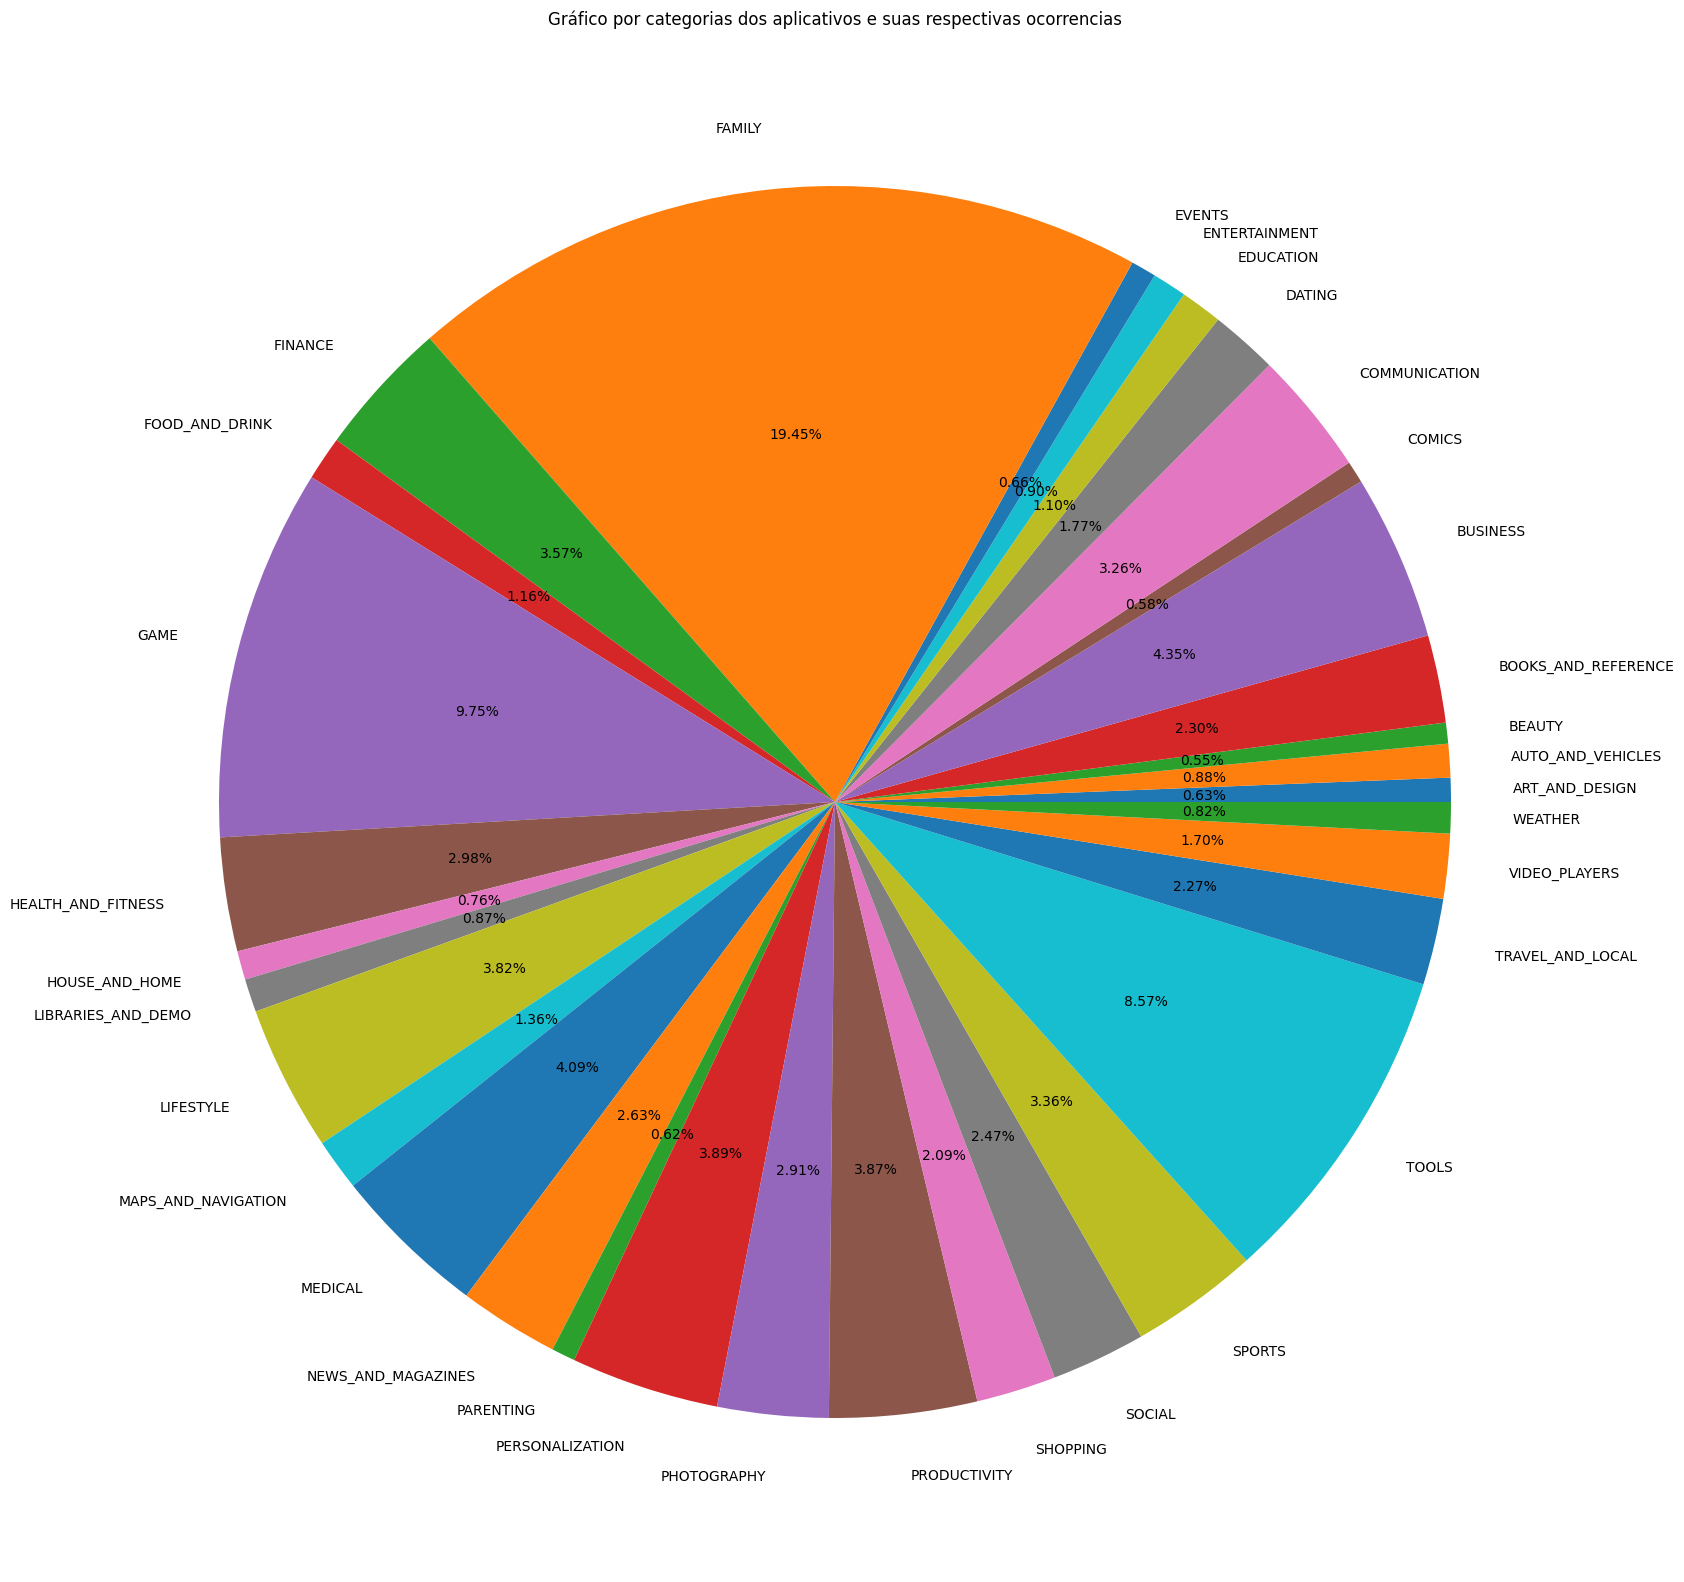 Gráfico por categorias dos aplicativos e suas respectivas ocorrencias
FAMILY
EVENTS
ENTERTAINMENT
EDUCATION
DATING
FINANCE
COMMUNICATION
FOOD_AND_DRINK
COMICS
19.45%
0.66%
0.90%
1.10%
1.77%
BUSINESS
3.57%
3.26%
1.16%
0.58%
GAME
4.35%
BOOKS_AND_REFERENCE
9.75%
2.30%
BEAUTY
0.55%
AUTO_AND_VEHICLES
0.88%
ART_AND_DESIGN
0.63%
0.82%
WEATHER
1.70%
2.98%
VIDEO_PLAYERS
2.27%
0.76%
HEALTH_AND_FITNESS
0.87%
TRAVEL_AND_LOCAL
3.82%
HOUSE_AND_HOME
8.57%
LIBRARIES_AND_DEMO
1.36%
4.09%
3.36%
LIFESTYLE
2.63%
0.62%
2.47%
3.89%
2.09%
TOOLS
2.91%
3.87%
MAPS_AND_NAVIGATION
MEDICAL
SPORTS
NEWS_AND_MAGAZINES
PARENTING
SOCIAL
PERSONALIZATION
SHOPPING
PHOTOGRAPHY
PRODUCTIVITY